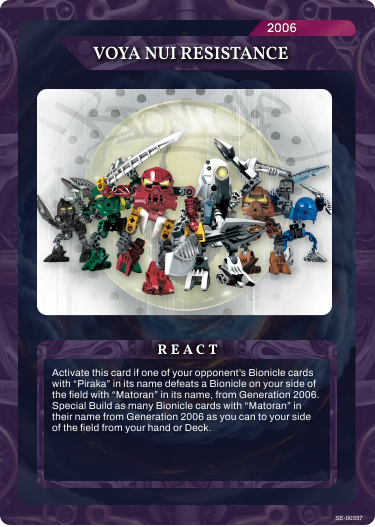 2006
VOYA NUI RESISTANCE
REACT
Activate this card if one of your opponent's Bionicle cards
with “Piraka” in its name defeats a Bionicle on your side of
the field with “Matoran” in its name, from Generation 2006.
Special Build as many Bionicle cards with “Matoran” in
their name from Generation 2006 as you can to your side
of the field from your hand or Deck.
SE-00337